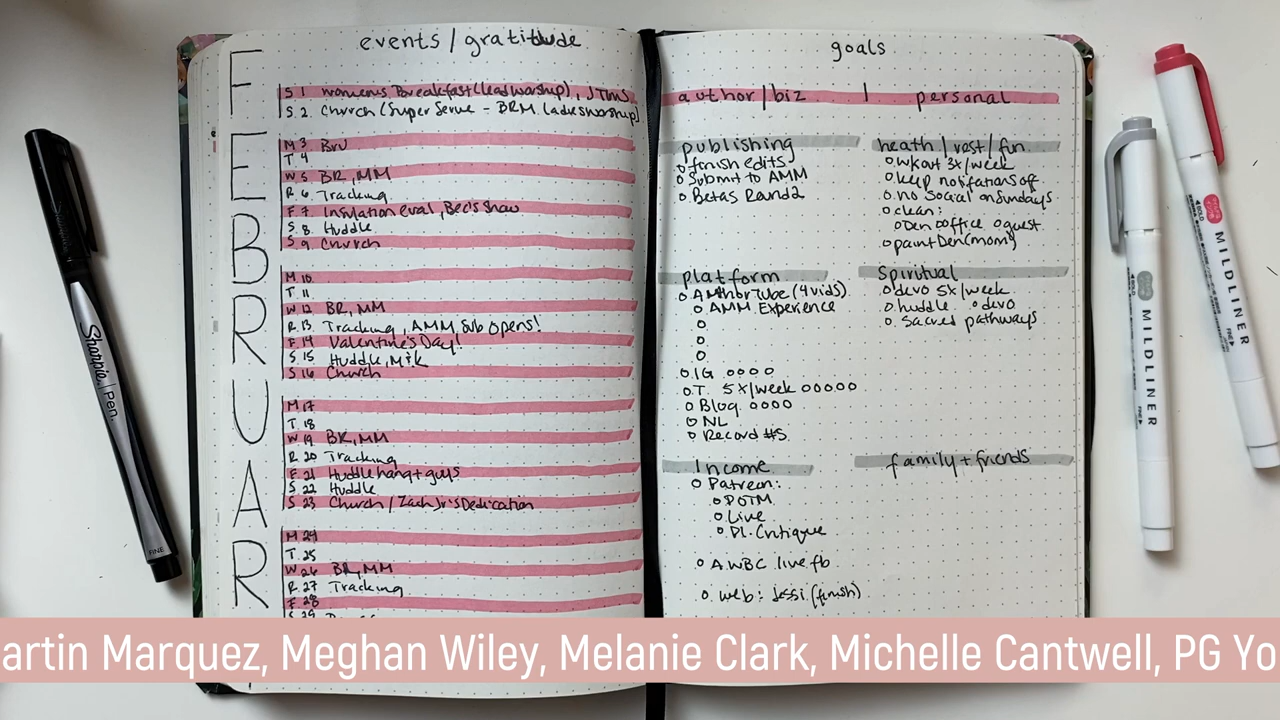 events / gratitude
F
E
B
R
U
A
R
S 1 womens Breakfast (lead worship), JTMS
S. 2. Church (Super Serve - BRM Ladies worship)
M 3 Bru
T 4
W 5 BR, MM
R. 6 Tracking
F. 7 Insulation eval, Bec's Show
S. 8 Huddle
S. 9 Church
M 10
T 11
W 12 BR, MM
R 13. Tracking, AMM Sub Opens!
F. 14 Valentine's Day!
S. 15 Huddle, M+k
S 16 Church
M 17
T. 18
W 19 BR, MM
R. 20 Tracking
F. 21 Huddle hang + guys
S. 22 Huddle
S 23 Church / Zach Jr's Dedication
M 24
T. 25
W 26 BR, MM
R. 27 Tracking
F 28
S. 29
goals
author/biz | personal
publishing
finish edits
Submit to AMM
Betas Round 2
platform
AuthorTube (4 vids)
AMM Experience
IG
T. 5x/week
Blog
NL
Record #5
Income
Patreon:
POTM
Live
Pl. Critique
AWBC live fb
web: Jessi (finish)
heath / rest / fun
wkout 3x/week
keep notifations off
no social on sundays
clean:
Den office guest
paint Den (mom)
Spiritual
devo 5x/week
huddle devo
Sacred pathways
family + friends
Sharpie / Pen.
FINE
MILDLINER
MILDLINER
artin Marquez, Meghan Wiley, Melanie Clark, Michelle Cantwell, PG Yo